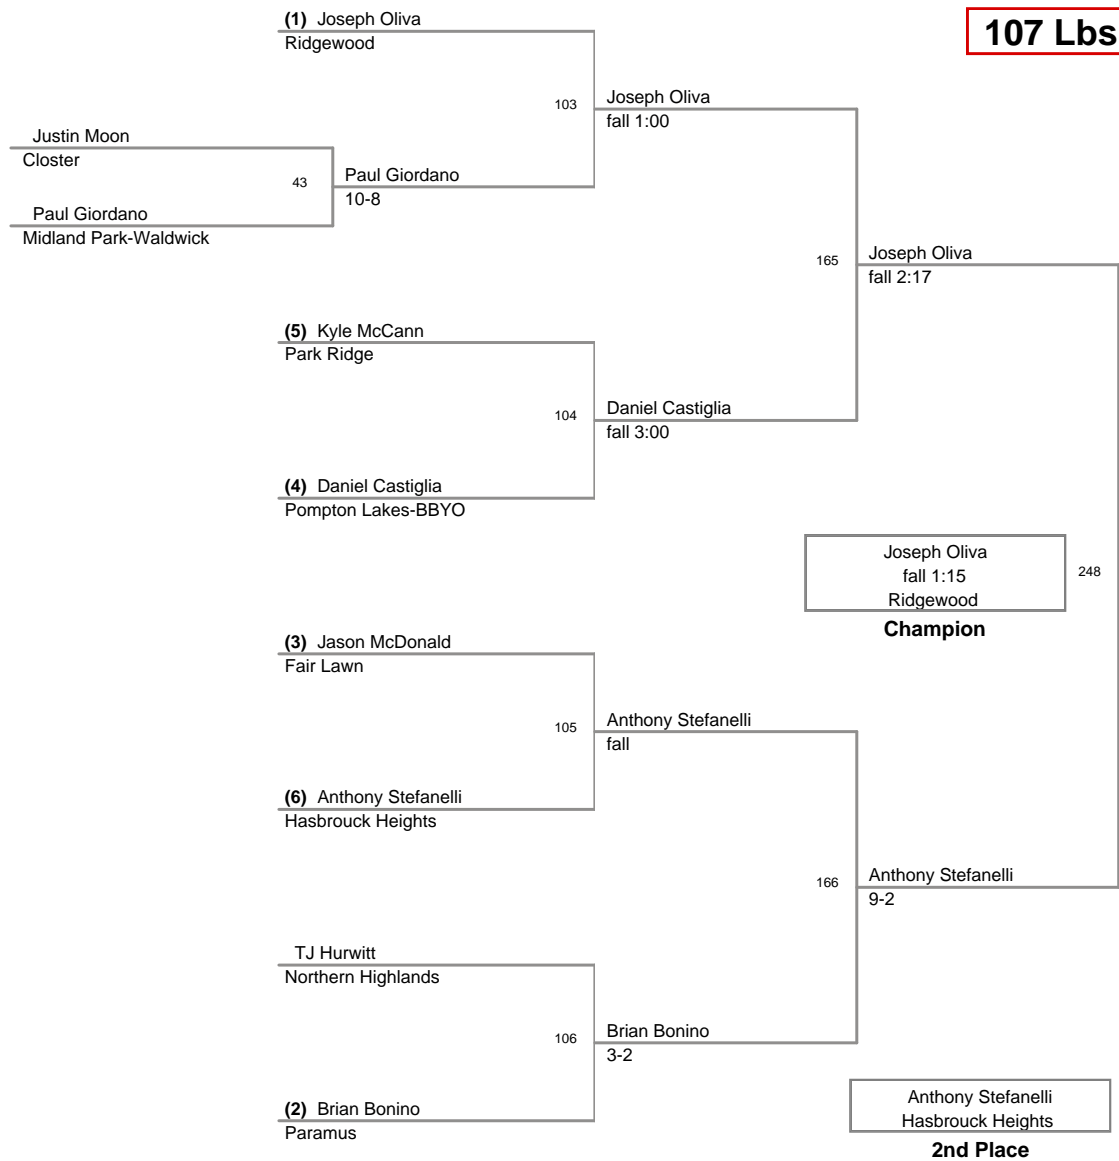 107 Lbs
(1) Joseph Oliva
Ridgewood
103
Joseph Oliva
fall 1:00
Justin Moon
Closter
43
Paul Giordano
10-8
Paul Giordano
Midland Park-Waldwick
165
Joseph Oliva
fall 2:17
(5) Kyle McCann
Park Ridge
104
Daniel Castiglia
fall 3:00
(4) Daniel Castiglia
Pompton Lakes-BBYO
Joseph Oliva
fall 1:15
Ridgewood
248
Champion
(3) Jason McDonald
Fair Lawn
105
Anthony Stefanelli
fall
(6) Anthony Stefanelli
Hasbrouck Heights
166
Anthony Stefanelli
9-2
TJ Hurwitt
Northern Highlands
106
Brian Bonino
3-2
(2) Brian Bonino
Paramus
Anthony Stefanelli
Hasbrouck Heights
2nd Place